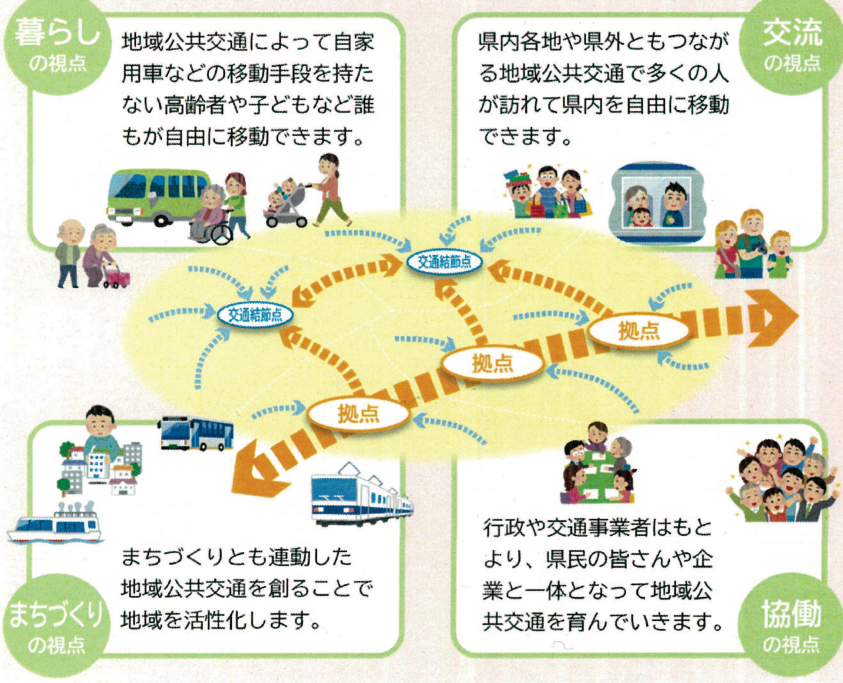 暮らし
の視点
地域公共交通によって自家
用車などの移動手段を持た
ない高齢者や子どもなど誰
もが自由に移動できます。
交流
の視点
県内各地や県外ともつなが
る地域公共交通で多くの人
が訪れて県内を自由に移動
できます。
交通結節点
交通結節点
拠点
拠点
拠点
まちづくり
の視点
まちづくりとも連動した
地域公共交通を創ることで
地域を活性化します。
協働
の視点
行政や交通事業者はもと
より、県民の皆さんや企
業と一体となって地域公
共交通を育んでいきます。